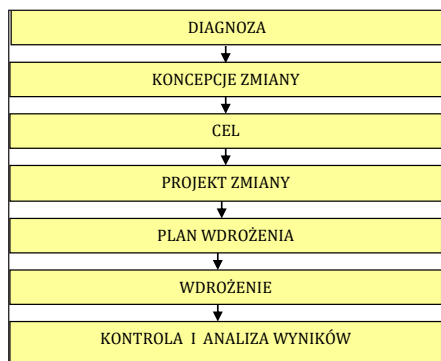 DIAGNOZA
KONCEPCJE ZMIANY
CEL
PROJEKT ZMIANY
PLAN WDROŻENIA
WDROŻENIE
KONTROLA I ANALIZA WYNIKÓW